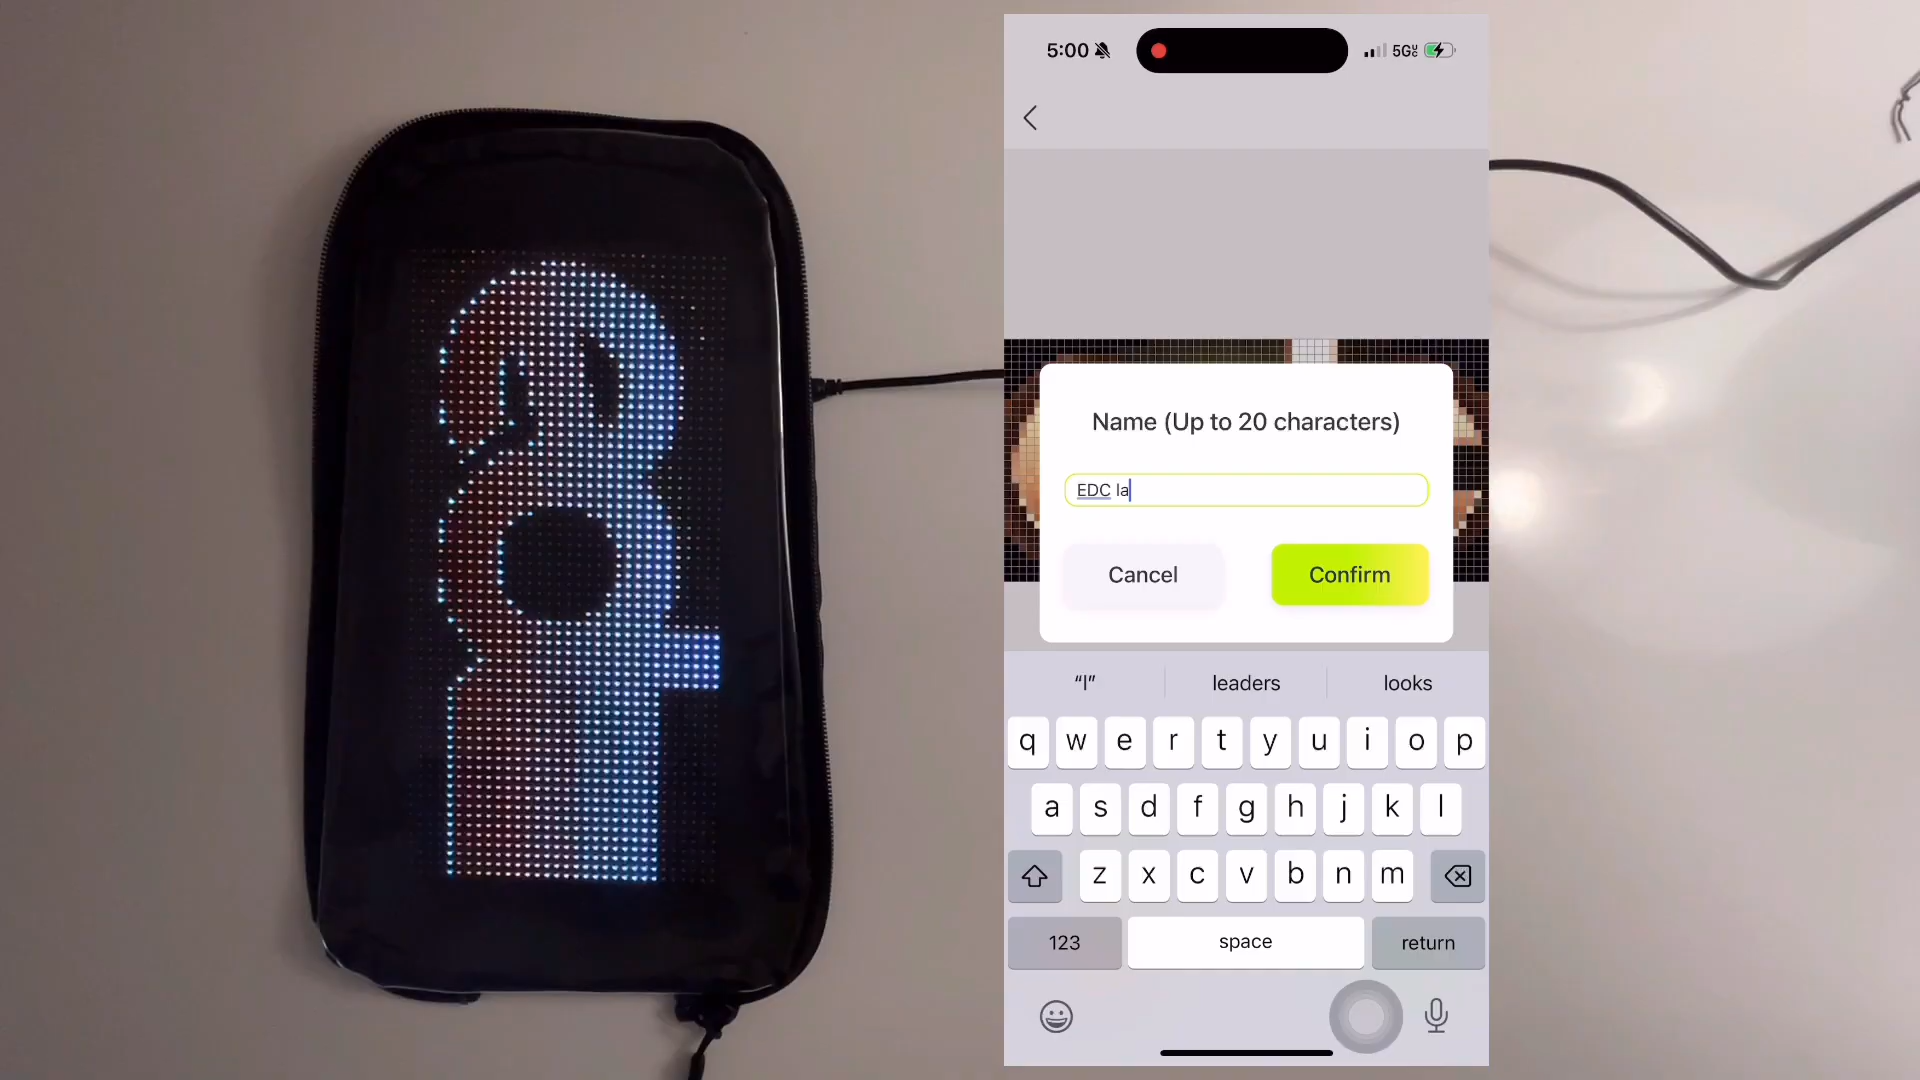 5:00
5G
Name (Up to 20 characters)
EDC la
Cancel
Confirm
“l”
leaders
looks
q w e r t y u i o p
a s d f g h j k l
z x c v b n m
123
space
return